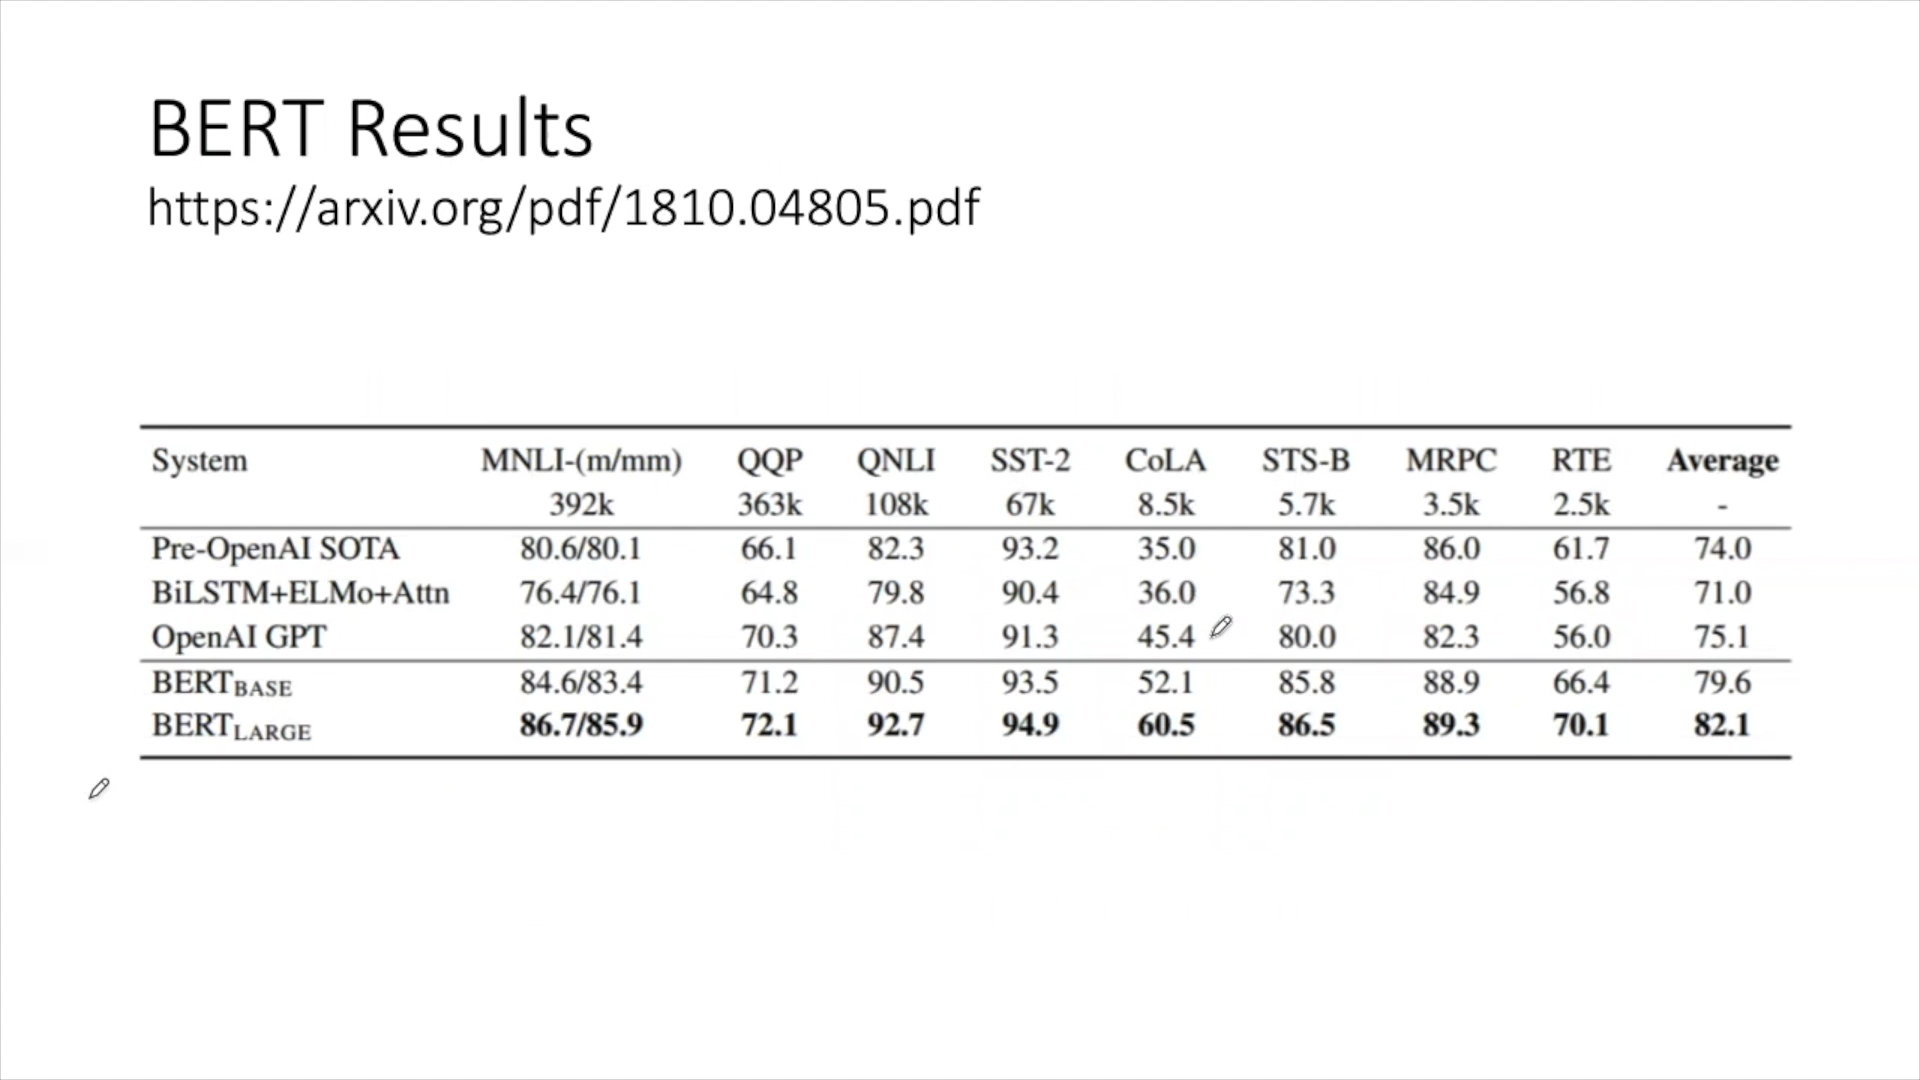 BERT Results
https://arxiv.org/pdf/1810.04805.pdf
System MNLI-(m/mm) QQP QNLI SST-2 CoLA STS-B MRPC RTE Average
392k 363k 108k 67k 8.5k 5.7k 3.5k 2.5k -
Pre-OpenAI SOTA 80.6/80.1 66.1 82.3 93.2 35.0 81.0 86.0 61.7 74.0
BiLSTM+ELMo+Attn 76.4/76.1 64.8 79.8 90.4 36.0 73.3 84.9 56.8 71.0
OpenAI GPT 82.1/81.4 70.3 87.4 91.3 45.4 80.0 82.3 56.0 75.1
BERTBASE 84.6/83.4 71.2 90.5 93.5 52.1 85.8 88.9 66.4 79.6
BERTLARGE 86.7/85.9 72.1 92.7 94.9 60.5 86.5 89.3 70.1 82.1